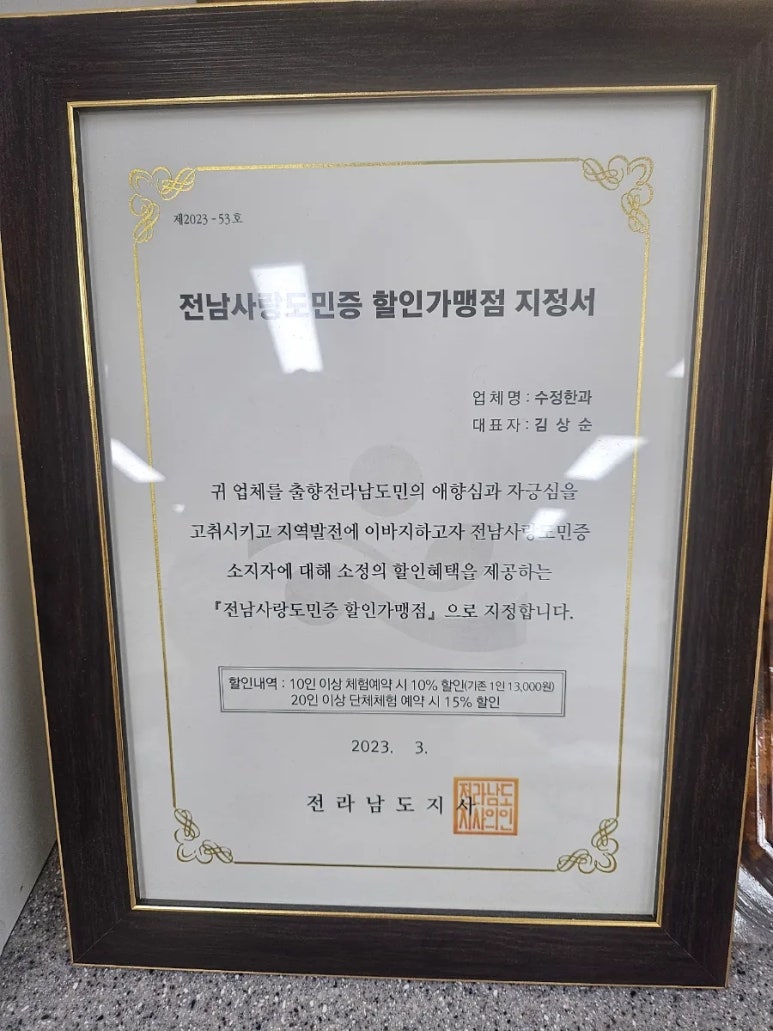 제2023-53호
전남사랑도민증 할인가맹점 지정서
업체명 : 수정한과
대표자 : 김상순
귀 업체를 출향전라남도민의 애향심과 자긍심을
고취시키고 지역발전에 이바지하고자 전남사랑도민증
소지자에 대해 소정의 할인혜택을 제공하는
『전남사랑도민증 할인가맹점』으로 지정합니다.
할인내역 : 10인 이상 체험예약 시 10% 할인(기존 1인 13,000원)
20인 이상 단체체험 예약 시 15% 할인
2023. 3.
전라남도지사
전라남도
지사의인